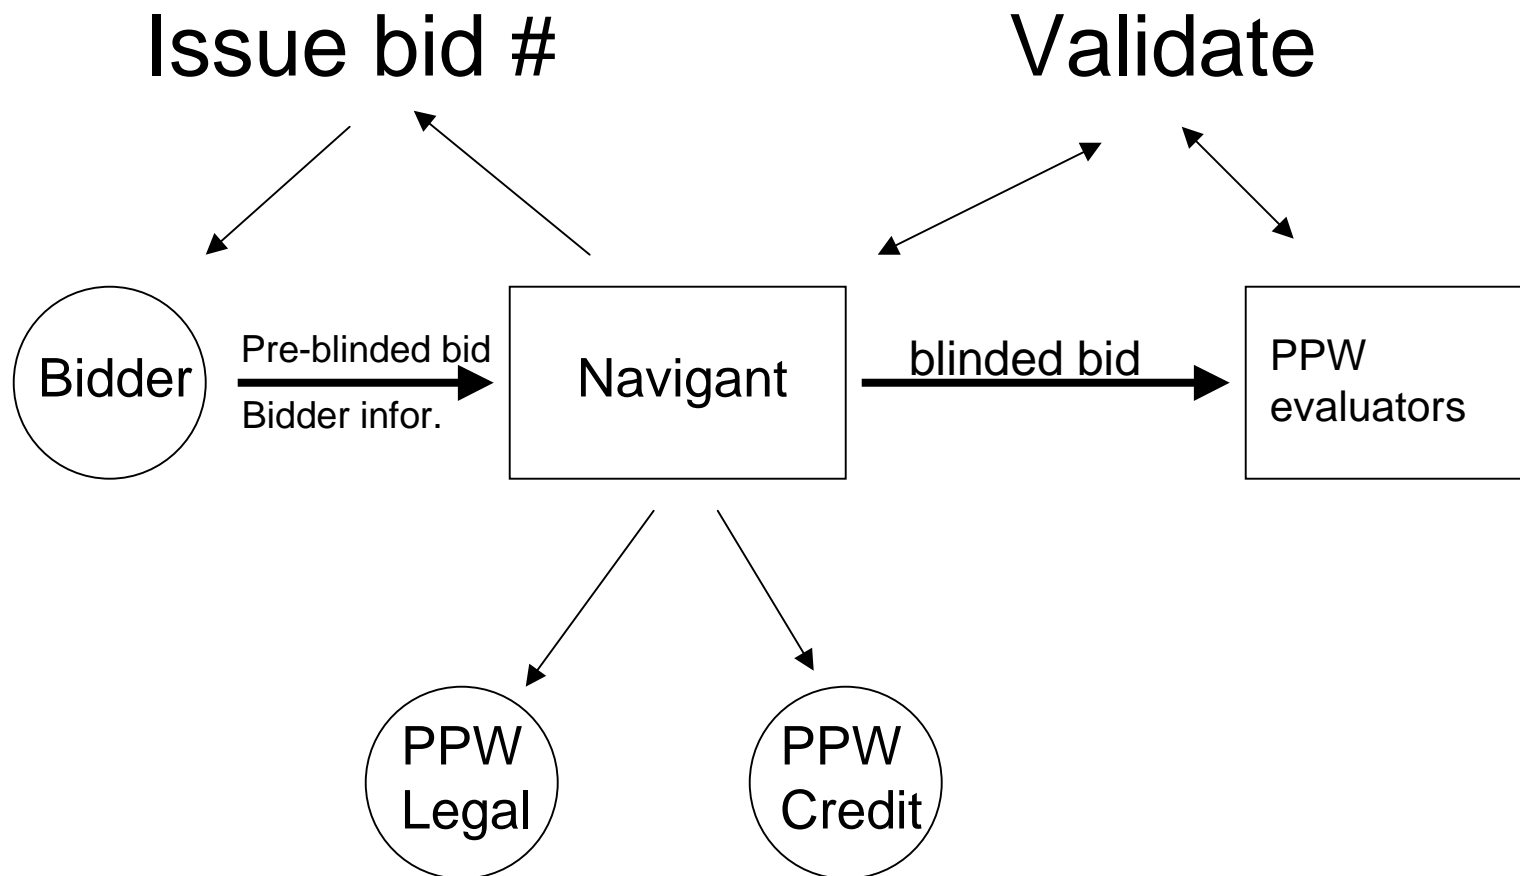 Issue bid #
Validate
Pre-blinded bid
Bidder
Bidder infor.
Navigant
blinded bid
PPW
evaluators
PPW
Legal
PPW
Credit